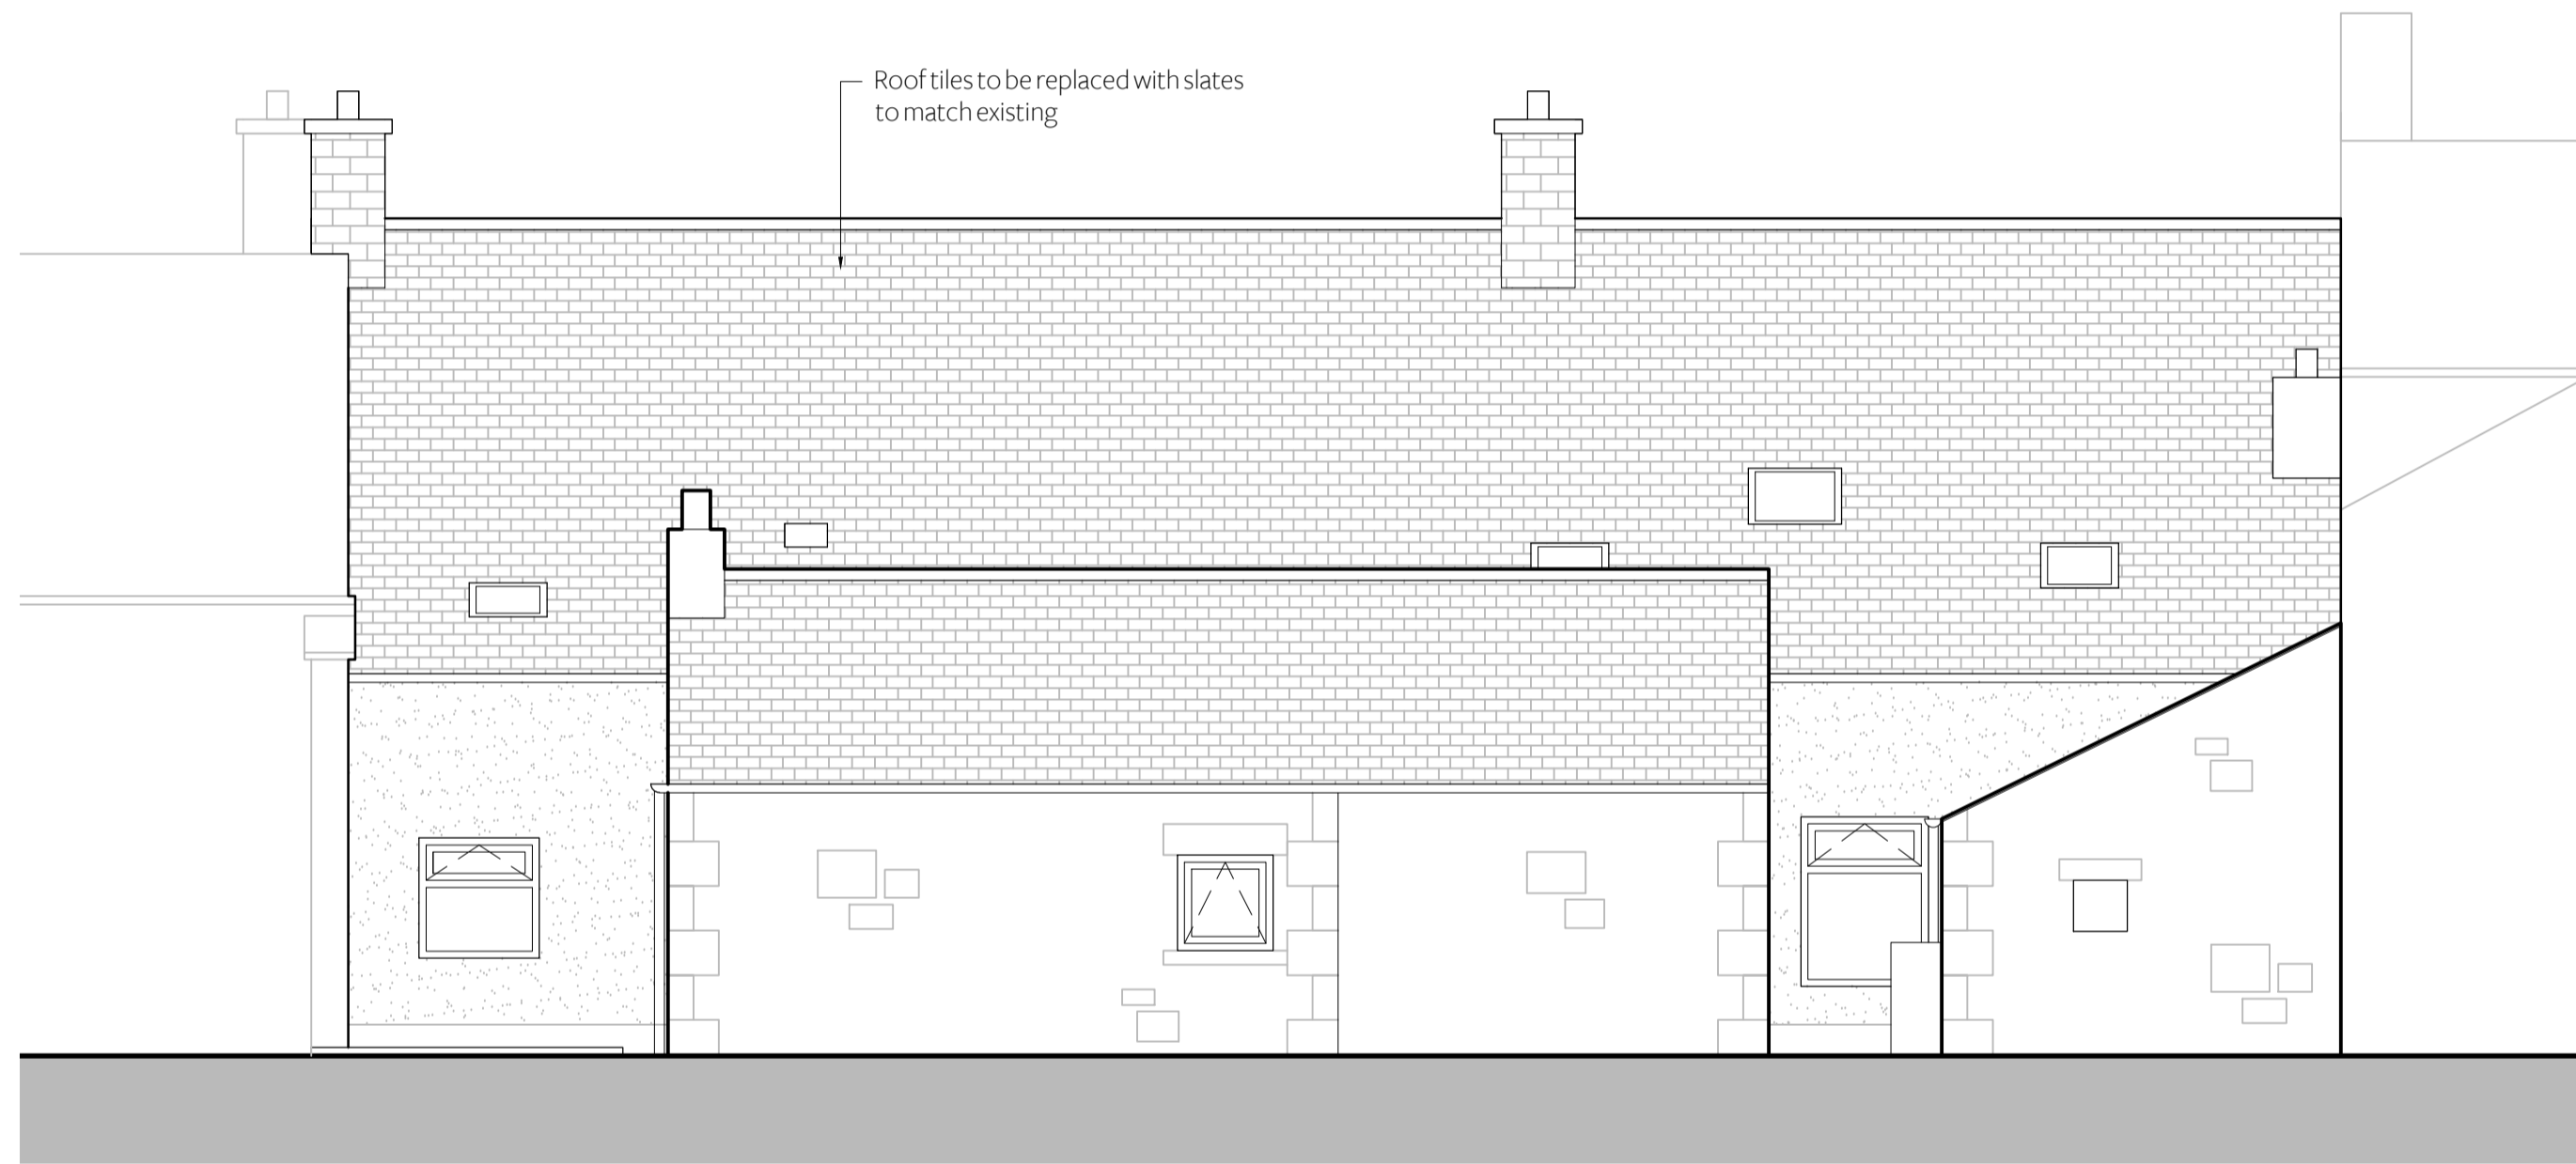 Roof tiles to be replaced with slates
to match existing